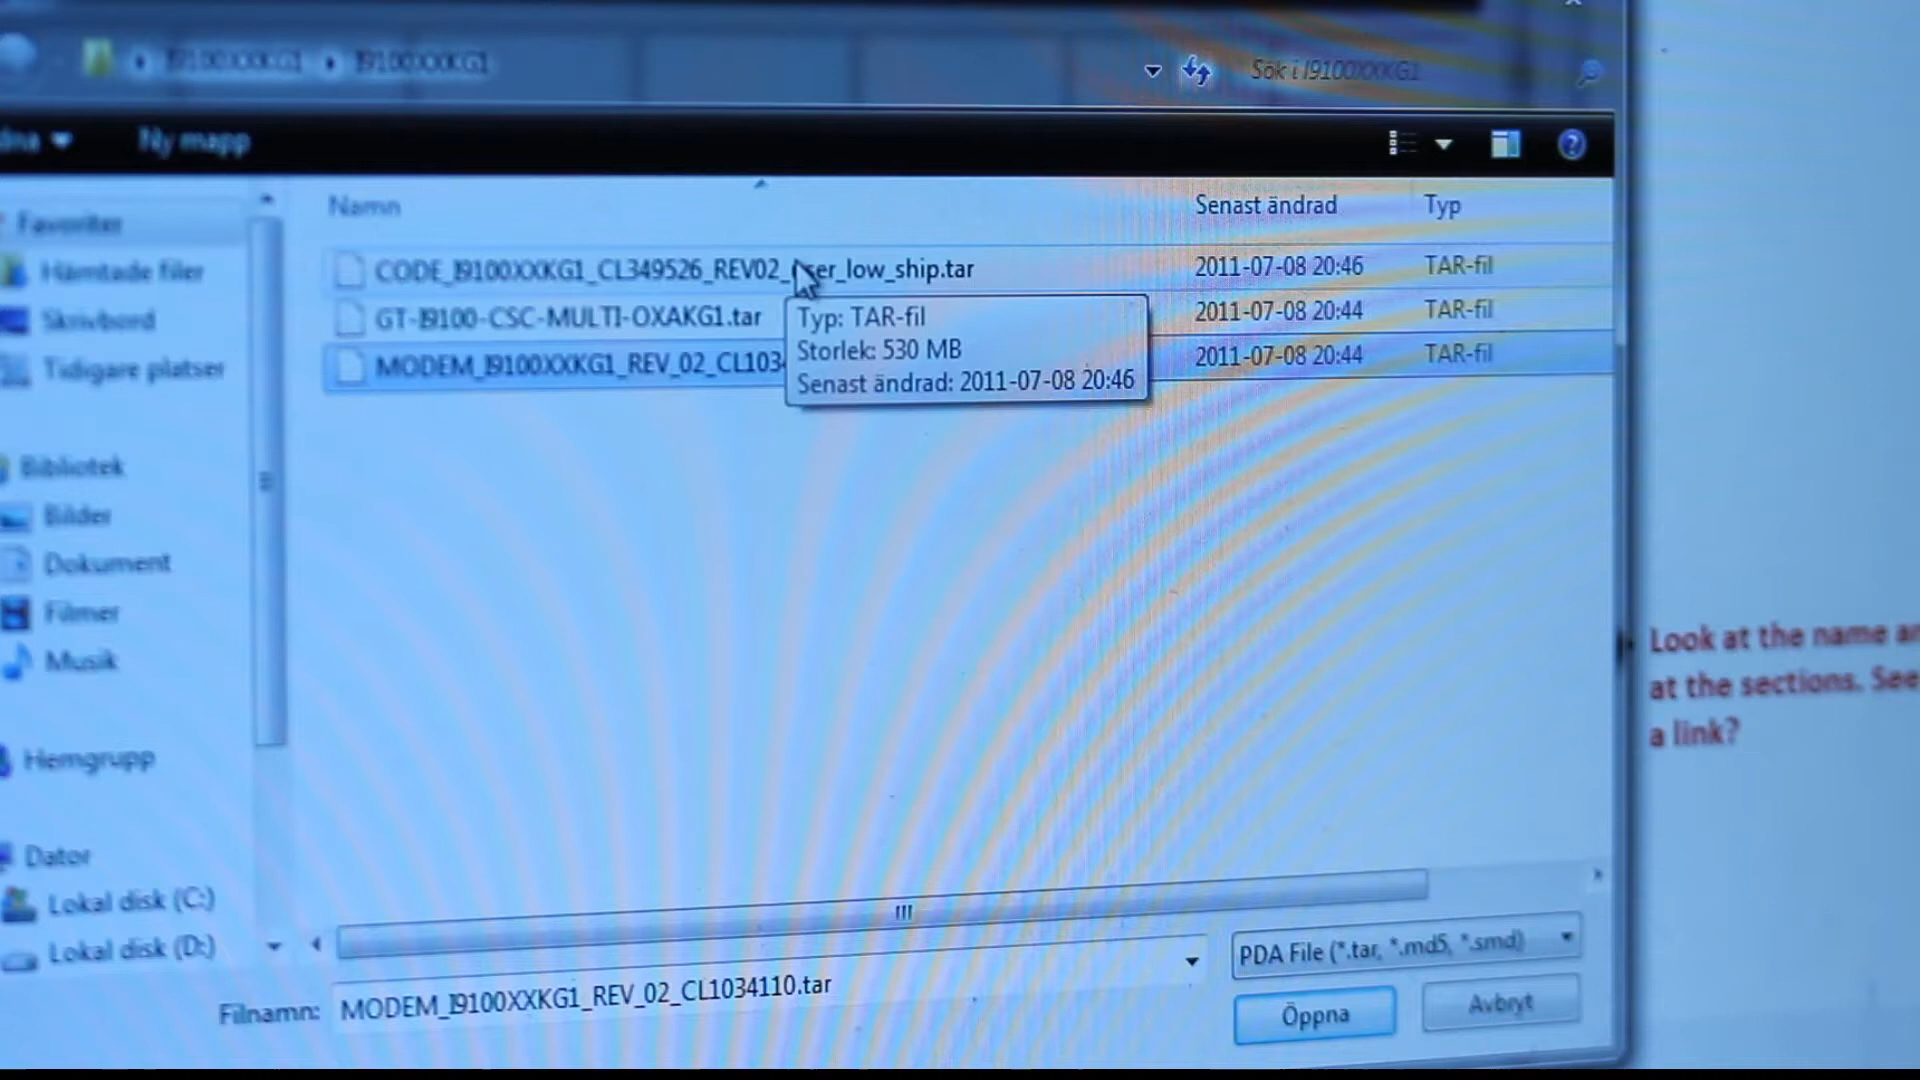 I9100XXKG1 I9100XXKG1
Sök i I9100XXKG1
Ny mapp
Namn Senast ändrad Typ
Favoriter
Hämtade filer
Skrivbord
Tidigare platser
Bibliotek
Bilder
Dokument
Filmer
Musik
Hemgrupp
Dator
Lokal disk (C:)
Lokal disk (D:)
CODE_I9100XXKG1_CL349526_REV02_user_low_ship.tar 2011-07-08 20:46 TAR-fil
GT-I9100-CSC-MULTI-OXAKG1.tar 2011-07-08 20:44 TAR-fil
MODEM_I9100XXKG1_REV_02_CL1034 2011-07-08 20:44 TAR-fil
Typ: TAR-fil
Storlek: 530 MB
Senast ändrad: 2011-07-08 20:46
Filnamn: MODEM_I9100XXKG1_REV_02_CL1034110.tar
PDA File (*.tar, *.md5, *.smd)
Öppna Avbryt
Look at the name
at the sections. See
a link?